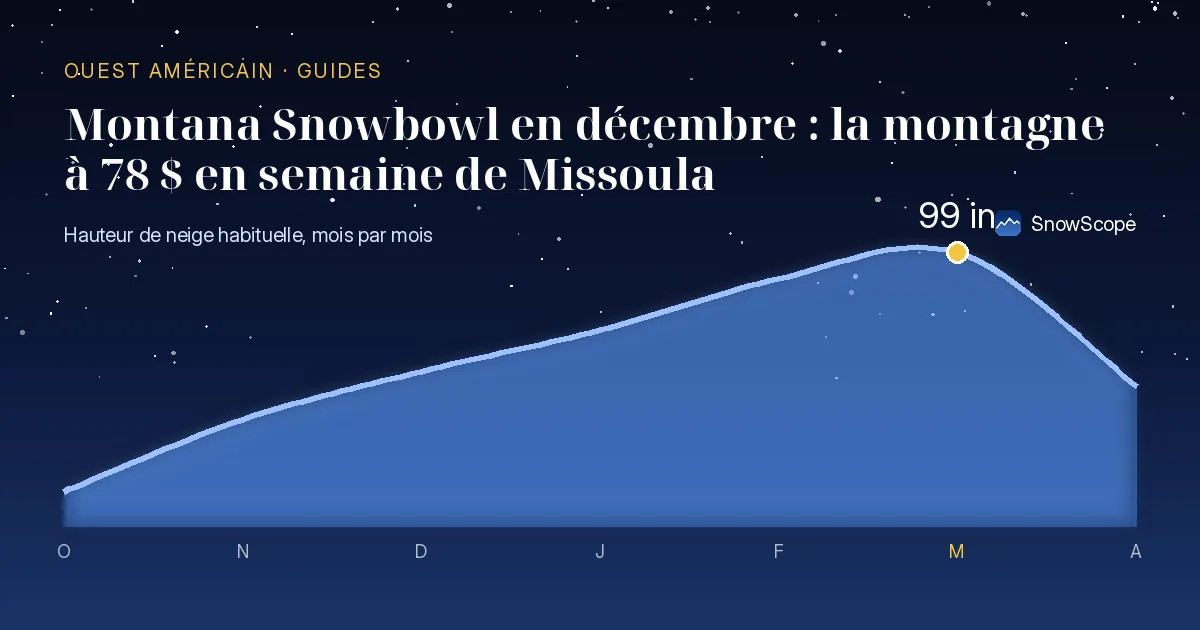 OUEST AMÉRICAIN · GUIDES
Montana Snowbowl en décembre : la montagne
à 78 $ en semaine de Missoula
Hauteur de neige habituelle, mois par mois
99 in
SnowScope
O N D J F M A